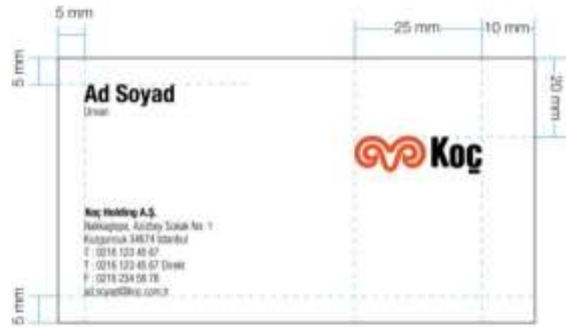 5 mm
25 mm
10 mm
5 mm
20 mm
Ad Soyad
Unvan
Koç
Koç Holding A.Ş.
Nakkaştepe, Azizbey Sokak No: 1
Kuzguncuk 34674 İstanbul
T : 0216 123 45 67
T : 0216 123 45 67 Direkt
F : 0216 234 56 78
ad.soyad@koc.com.tr
5 mm